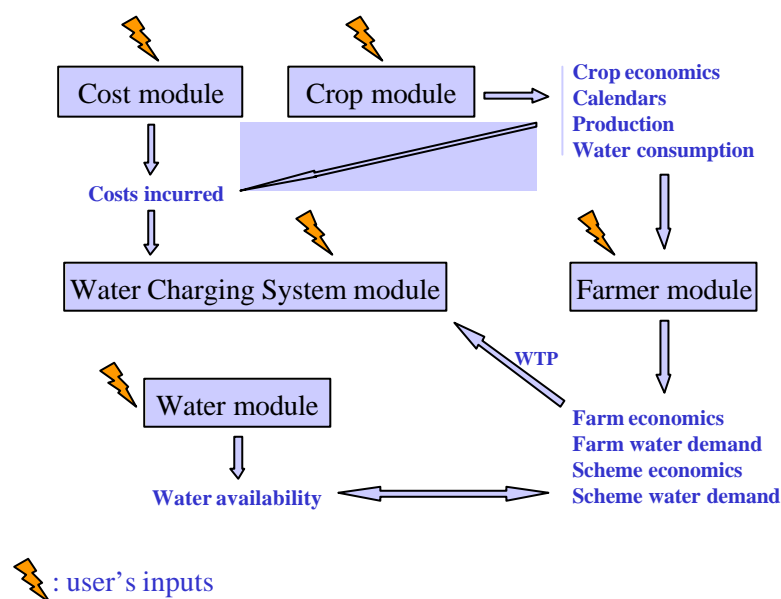 Cost module
Crop module
Crop economics
Calendars
Production
Water consumption
Costs incurred
Water Charging System module
Farmer module
WTP
Water module
Farm economics
Farm water demand
Scheme economics
Scheme water demand
Water availability
: user's inputs